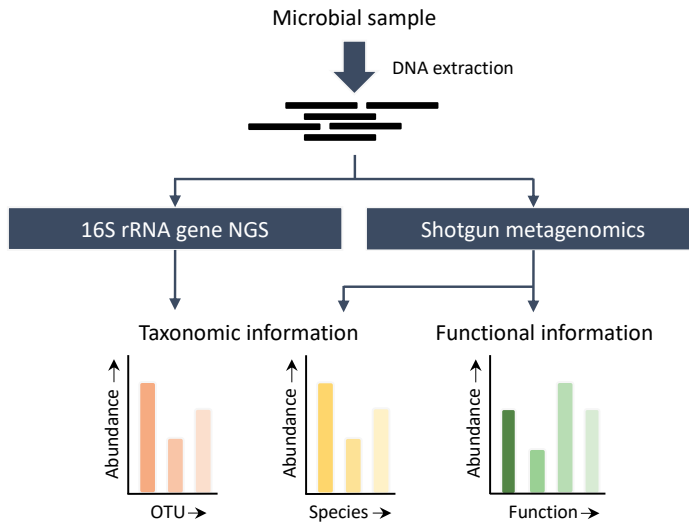 Microbial sample
DNA extraction
16S rRNA gene NGS
Shotgun metagenomics
Taxonomic information
Functional information
Abundance →
OTU →
Abundance →
Species →
Abundance →
Function →